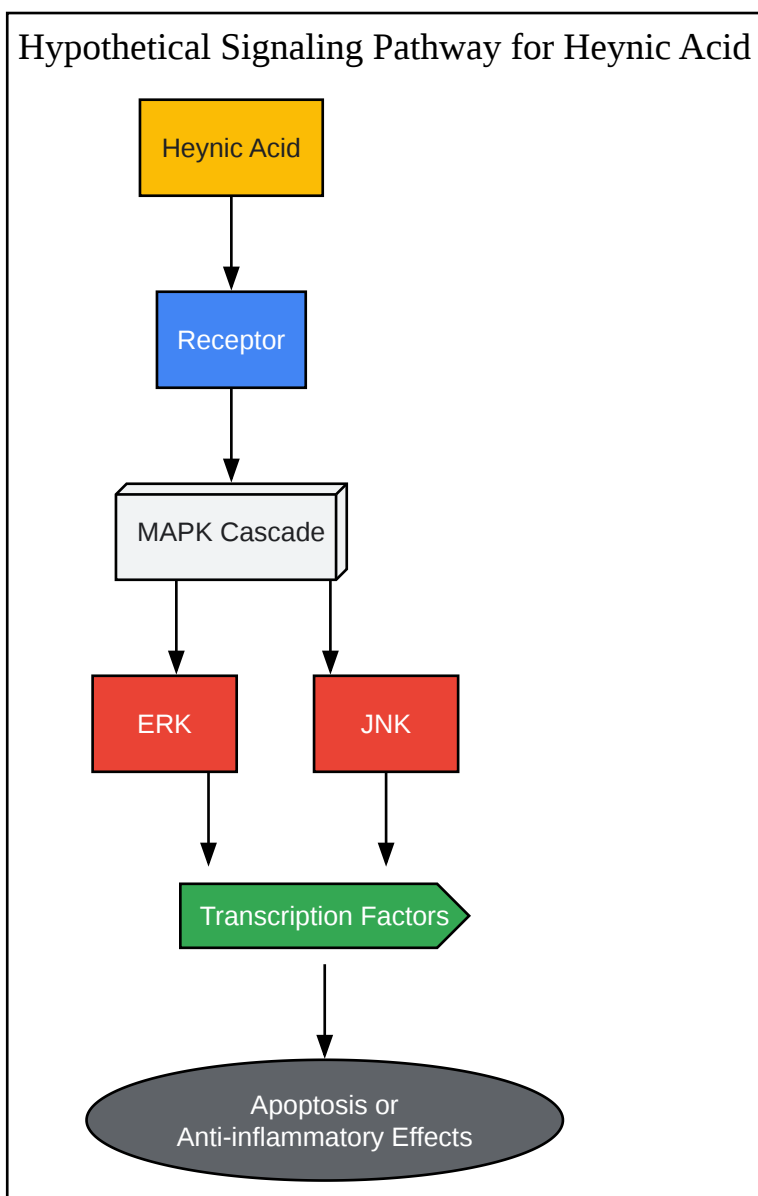 Hypothetical Signaling Pathway for Heynic Acid
Heynic Acid
Receptor
MAPK Cascade
ERK
JNK
Transcription Factors
Apoptosis or
Anti-inflammatory Effects